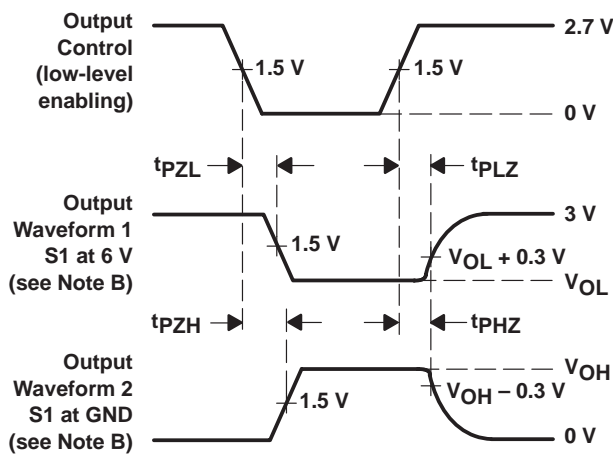 Output
Control
(low-level
enabling)
1.5 V
1.5 V
2.7 V
0 V
tPZL
tPLZ
Output
Waveform 1
S1 at 6 V
(see Note B)
1.5 V
3 V
VOL + 0.3 V
VOL
tPZH
tPHZ
Output
Waveform 2
S1 at GND
(see Note B)
1.5 V
VOH
VOH – 0.3 V
0 V